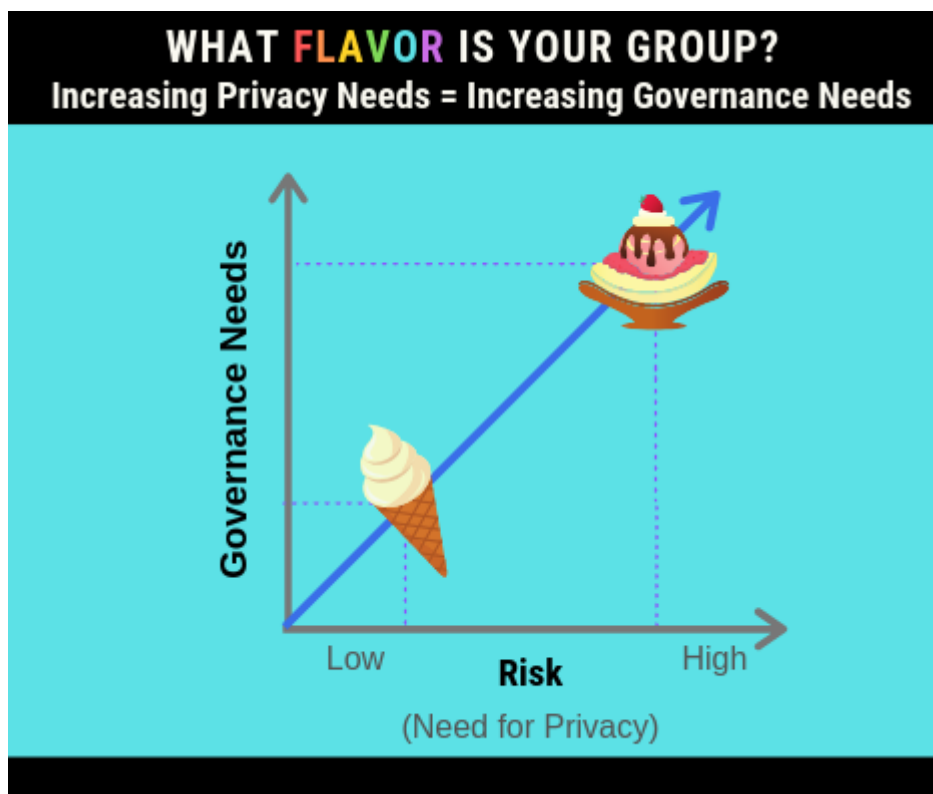 WHAT FLAVOR IS YOUR GROUP?
Increasing Privacy Needs = Increasing Governance Needs
Governance Needs
Low
High
Risk
(Need for Privacy)